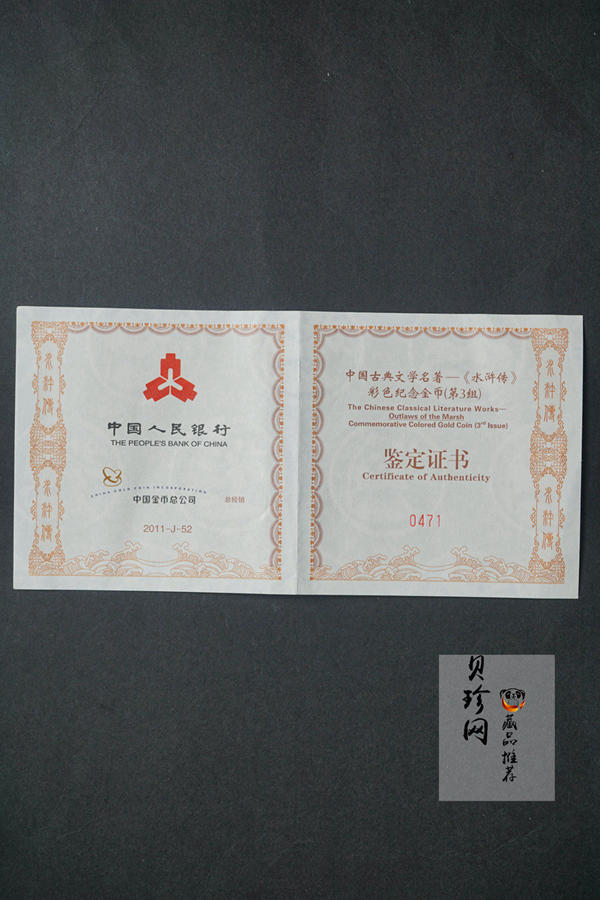 中国人民银行
THE PEOPLE'S BANK OF CHINA
CHINA GOLD COIN INCORPORATION
中国金币总公司 总经销
2011-J-52
中国古典文学名著—《水浒传》
彩色纪念金币(第3组)
The Chinese Classical Literature Works—
Outlaws of the Marsh
Commemorative Colored Gold Coin (3rd Issue)
鉴定证书
Certificate of Authenticity
0471
水浒传
水浒传
水浒传
水浒传
贝珍网
藏品推荐